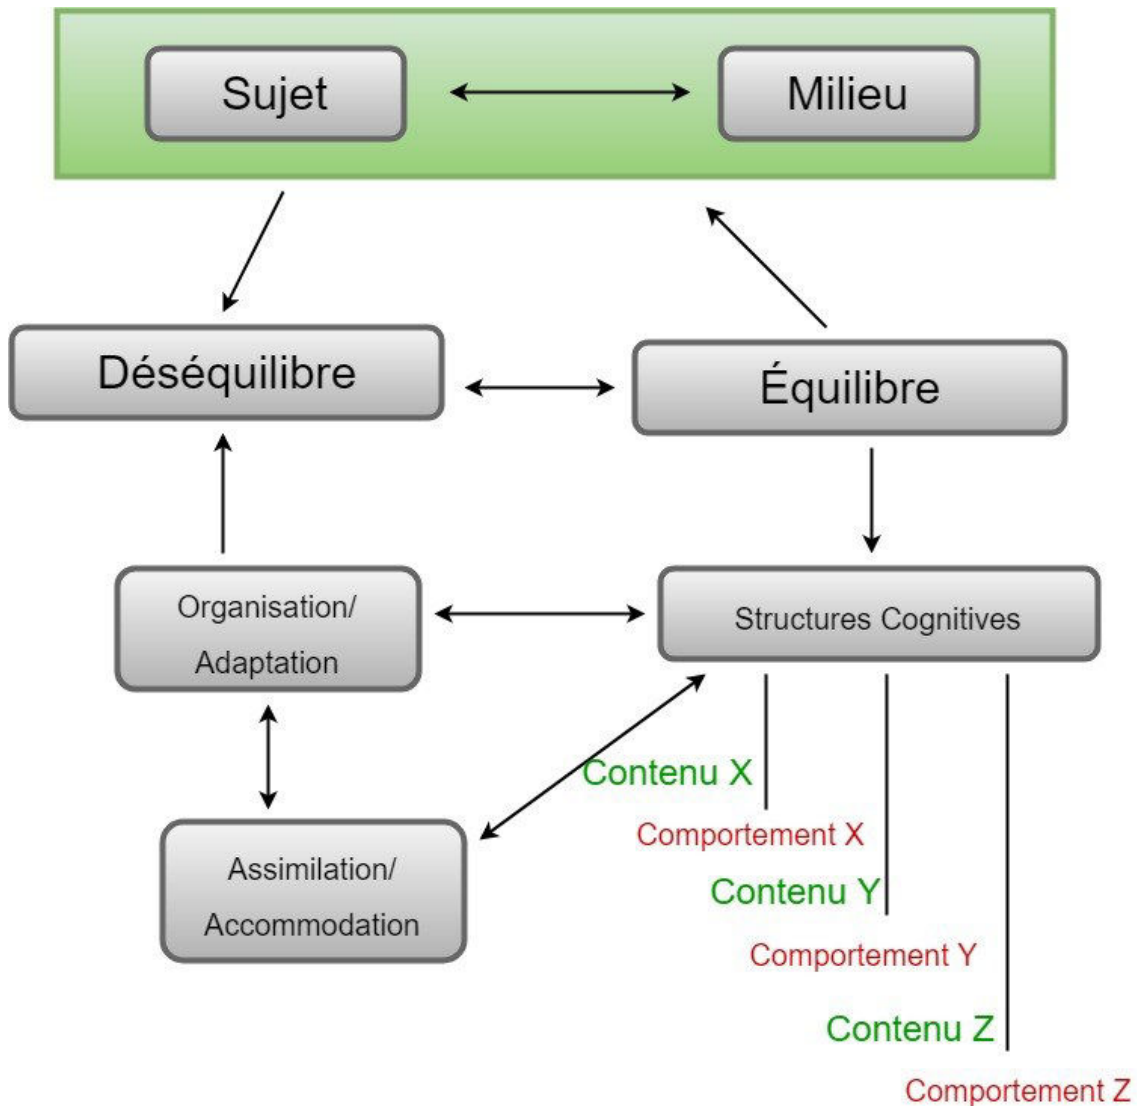 Sujet
Milieu
Déséquilibre
Équilibre
Organisation/
Adaptation
Structures Cognitives
Contenu X
Comportement X
Assimilation/
Accommodation
Contenu Y
Comportement Y
Contenu Z
Comportement Z